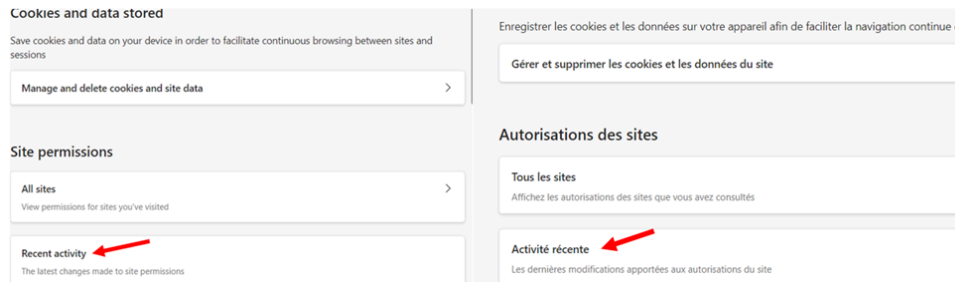 Cookies and data stored
Save cookies and data on your device in order to facilitate continuous browsing between sites and
sessions
Manage and delete cookies and site data
Site permissions
All sites
View permissions for sites you've visited
Recent activity
The latest changes made to site permissions
Enregistrer les cookies et les données sur votre appareil afin de faciliter la navigation continue
Gérer et supprimer les cookies et les données du site
Autorisations des sites
Tous les sites
Affichez les autorisations des sites que vous avez consultés
Activité récente
Les dernières modifications apportées aux autorisations du site